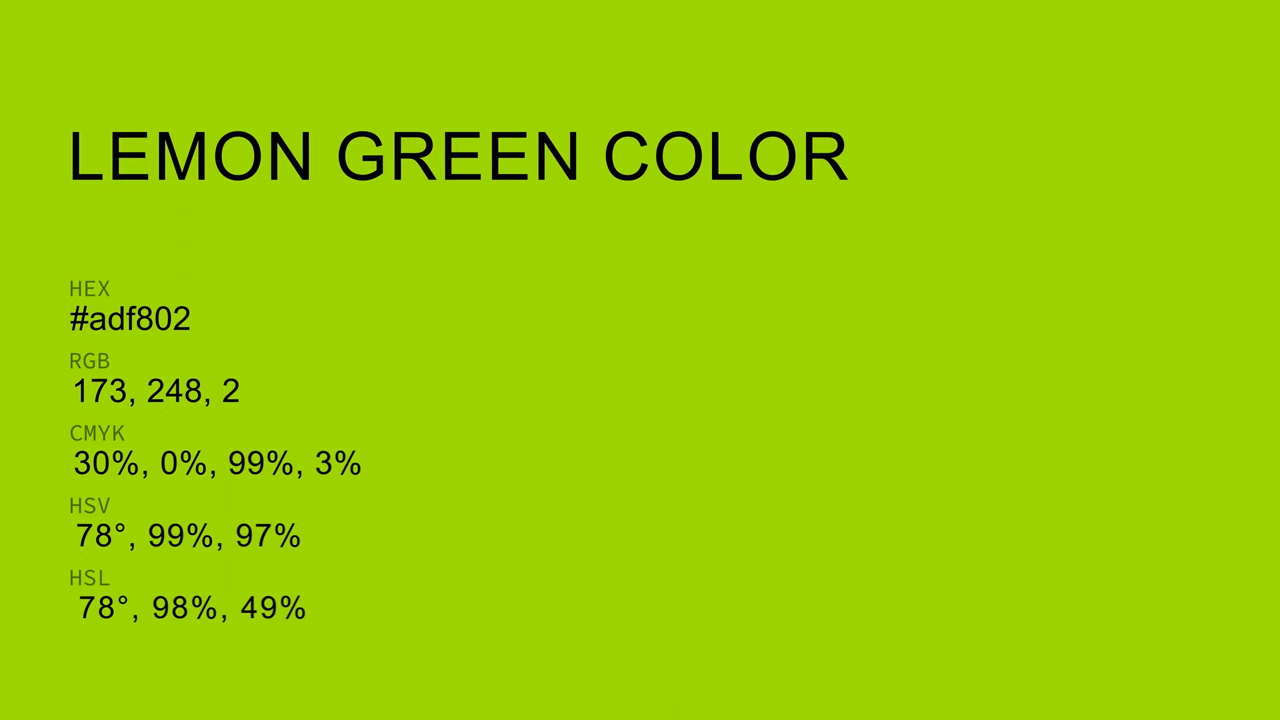 LEMON GREEN COLOR
HEX
#adf802
RGB
173, 248, 2
CMYK
30%, 0%, 99%, 3%
HSV
78°, 99%, 97%
HSL
78°, 98%, 49%